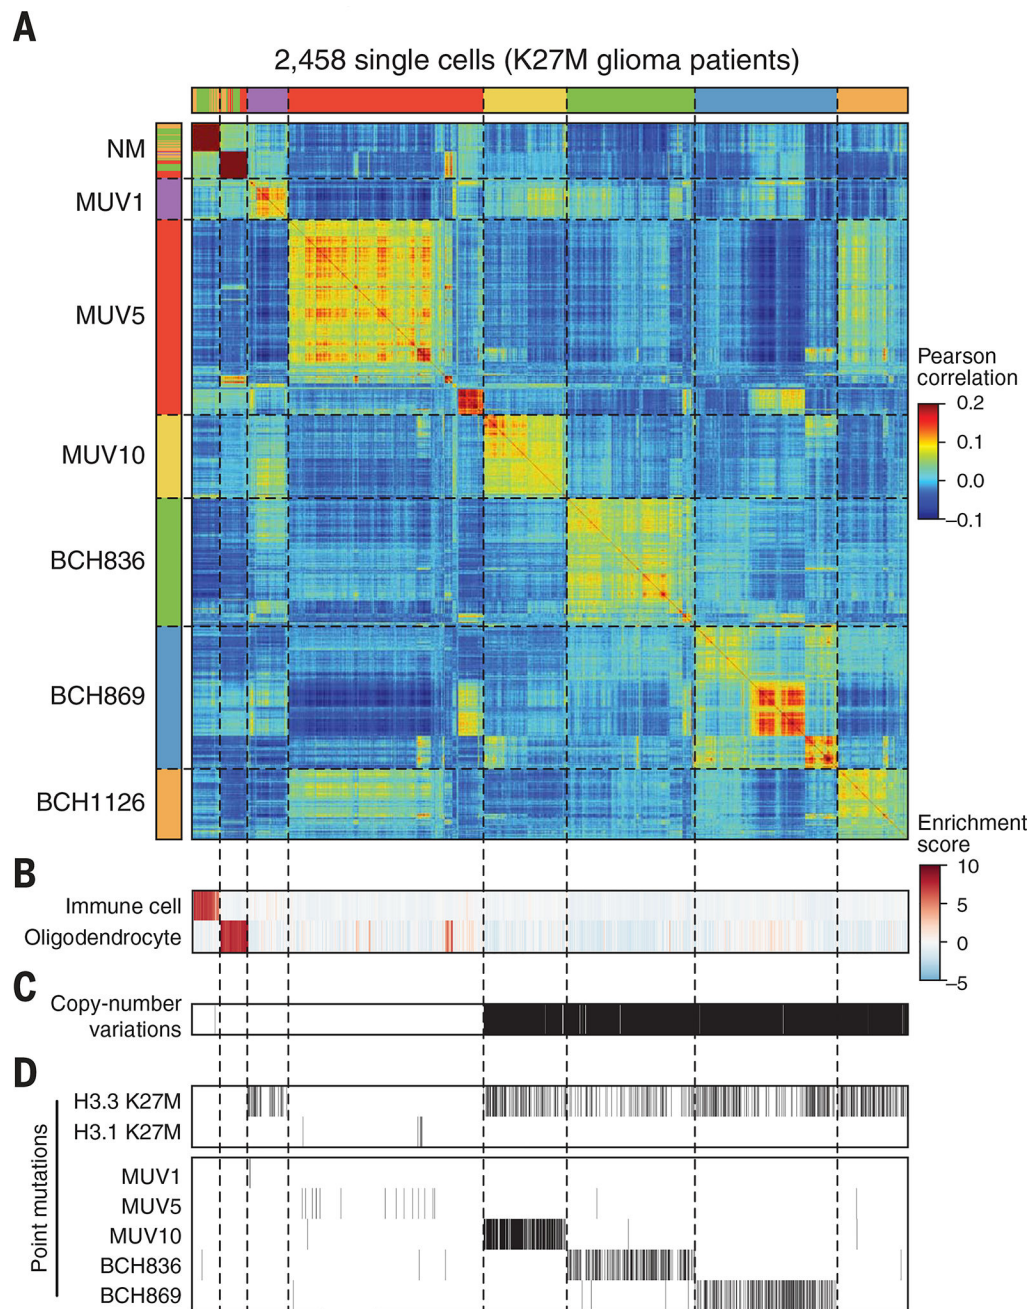 A
2,458 single cells (K27M glioma patients)
NM
MUV1
MUV5
MUV10
BCH836
BCH869
BCH1126
Pearson
correlation
0.2
0.1
0.0
–0.1
Enrichment
score
10
5
0
–5
B
Immune cell
Oligodendrocyte
C
Copy-number
variations
D
Point mutations
H3.3 K27M
H3.1 K27M
MUV1
MUV5
MUV10
BCH836
BCH869